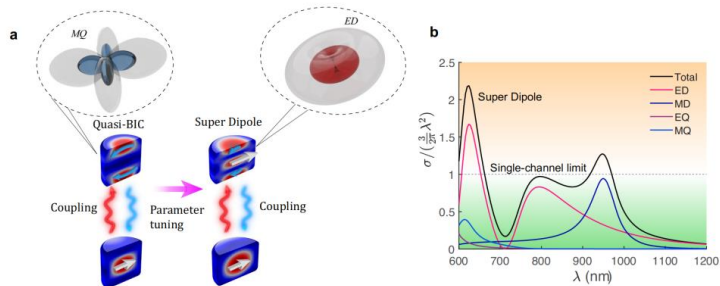 a
MQ
ED
Quasi-BIC
Super Dipole
Coupling
Parameter
tuning
Coupling
b
2.5
2
1.5
1
0.5
0
σ/(3/2π λ²)
Super Dipole
Single-channel limit
Total
ED
MD
EQ
MQ
600 700 800 900 1000 1100 1200
λ (nm)